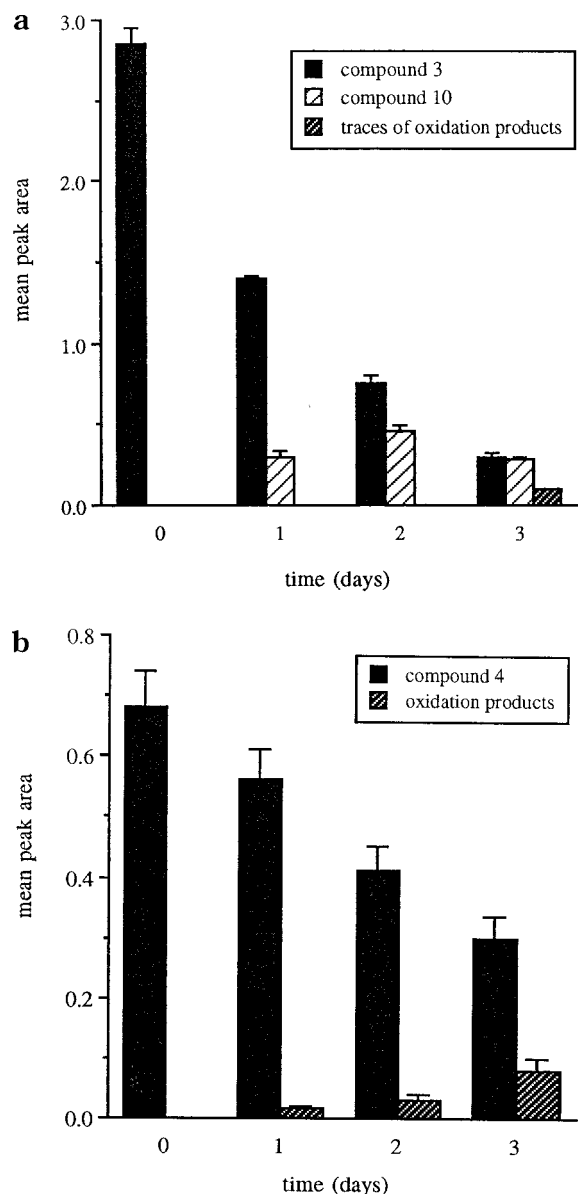 a
3.0
compound 3
compound 10
traces of oxidation products
2.0
mean peak area
1.0
0.0
0 1 2 3
time (days)
b
0.8
compound 4
oxidation products
0.6
mean peak area
0.4
0.2
0.0
0 1 2 3
time (days)